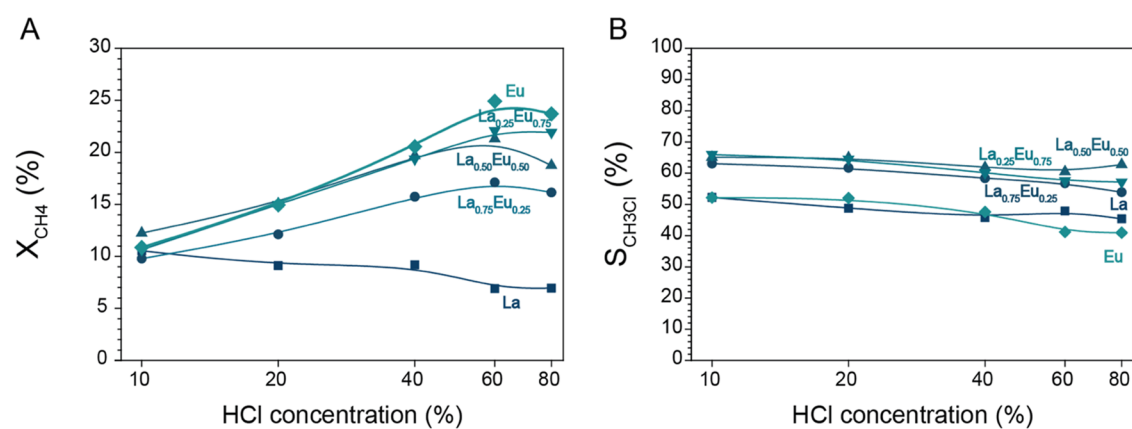 A
30
25
20
15
10
5
0
X_CH4 (%)
Eu
La0.25Eu0.75
La0.50Eu0.50
La0.75Eu0.25
La
10 20 40 60 80
HCl concentration (%)
B
100
90
80
70
60
50
40
30
20
10
0
S_CH3Cl (%)
La0.50Eu0.50
La0.25Eu0.75
La0.75Eu0.25
La
Eu
10 20 40 60 80
HCl concentration (%)